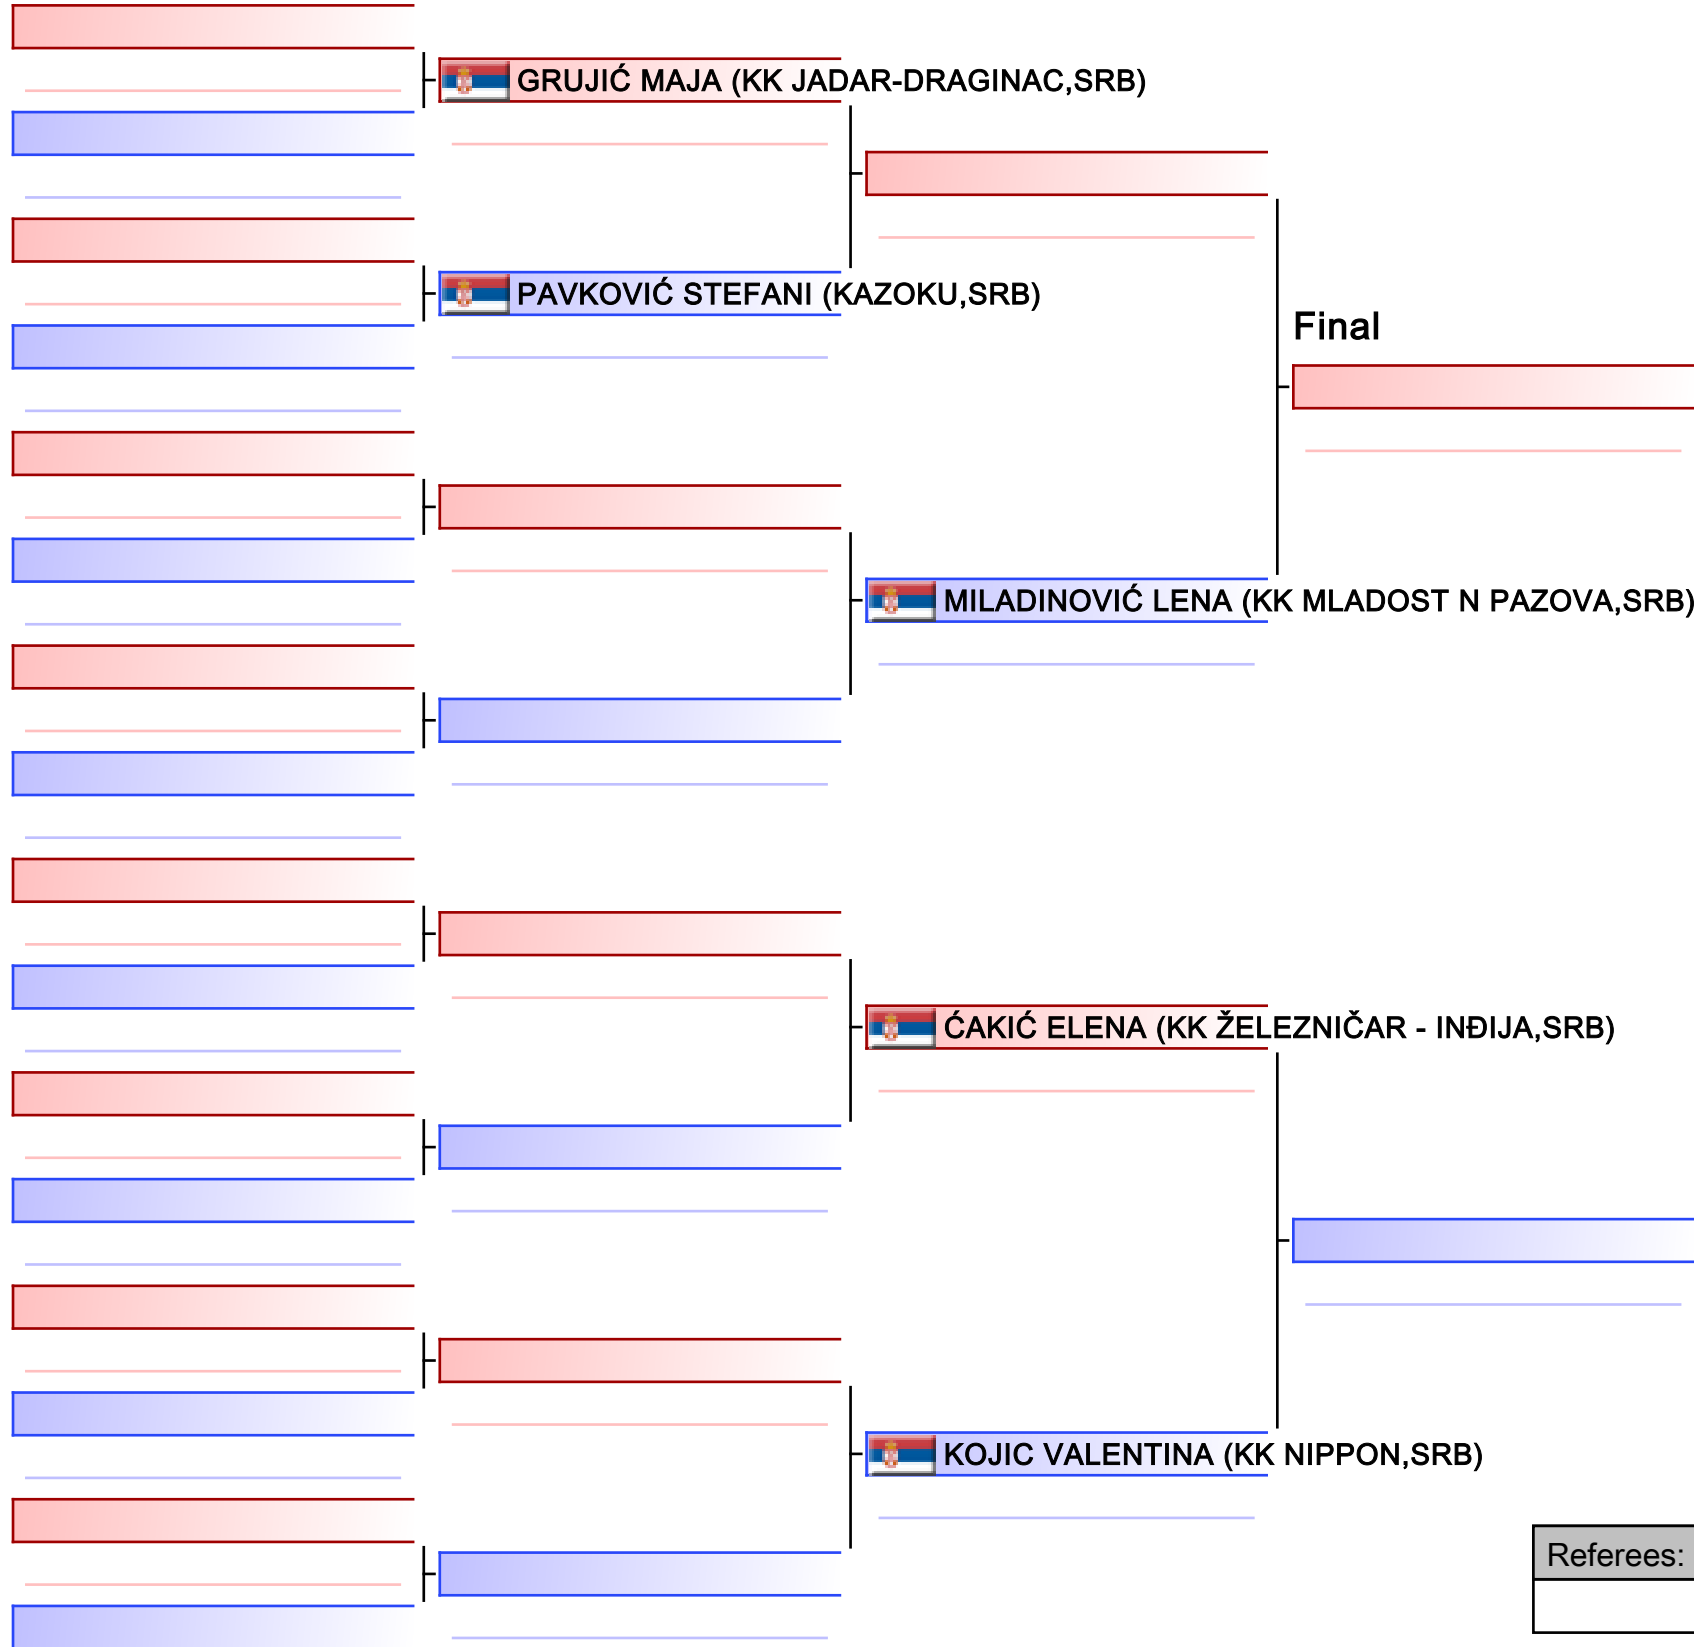 GRUJIĆ MAJA (KK JADAR-DRAGINAC,SRB)
PAVKOVIĆ STEFANI (KAZOKU,SRB)
Final
MILADINOVIĆ LENA (KK MLADOST N PAZOVA,SRB)
ĆAKIĆ ELENA (KK ŽELEZNIČAR - INĐIJA,SRB)
KOJIC VALENTINA (KK NIPPON,SRB)
Referees: